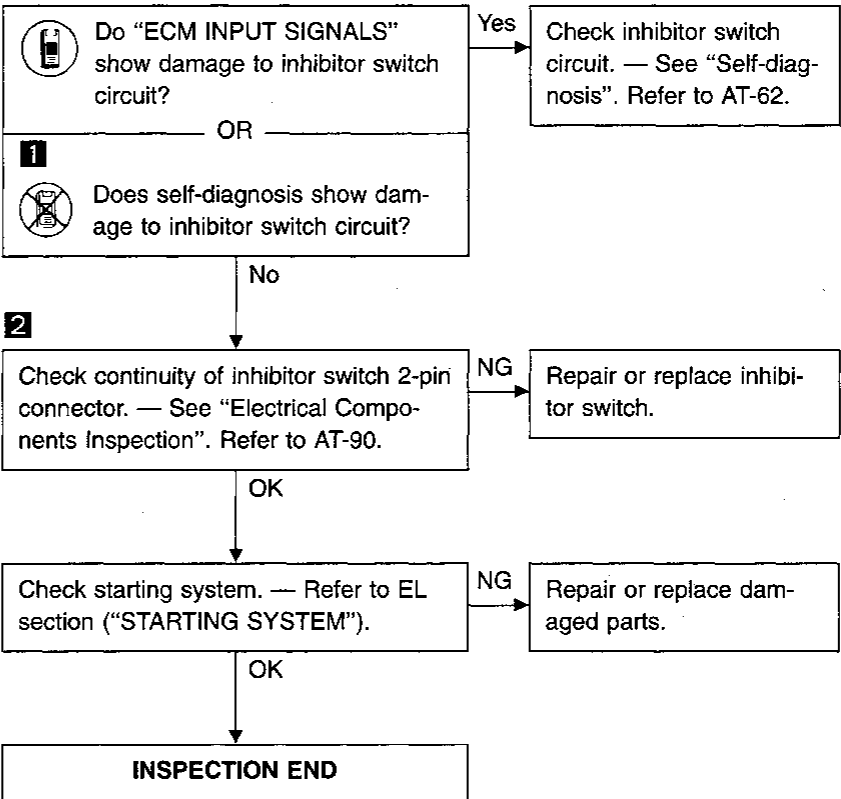 Do "ECM INPUT SIGNALS"
show damage to inhibitor switch
circuit?
Yes
Check inhibitor switch
circuit. — See "Self-diag-
nosis". Refer to AT-62.
OR
1
Does self-diagnosis show dam-
age to inhibitor switch circuit?
No
2
Check continuity of inhibitor switch 2-pin
connector. — See "Electrical Compo-
nents Inspection". Refer to AT-90.
NG
Repair or replace inhibi-
tor switch.
OK
Check starting system. — Refer to EL
section ("STARTING SYSTEM").
NG
Repair or replace dam-
aged parts.
OK
INSPECTION END